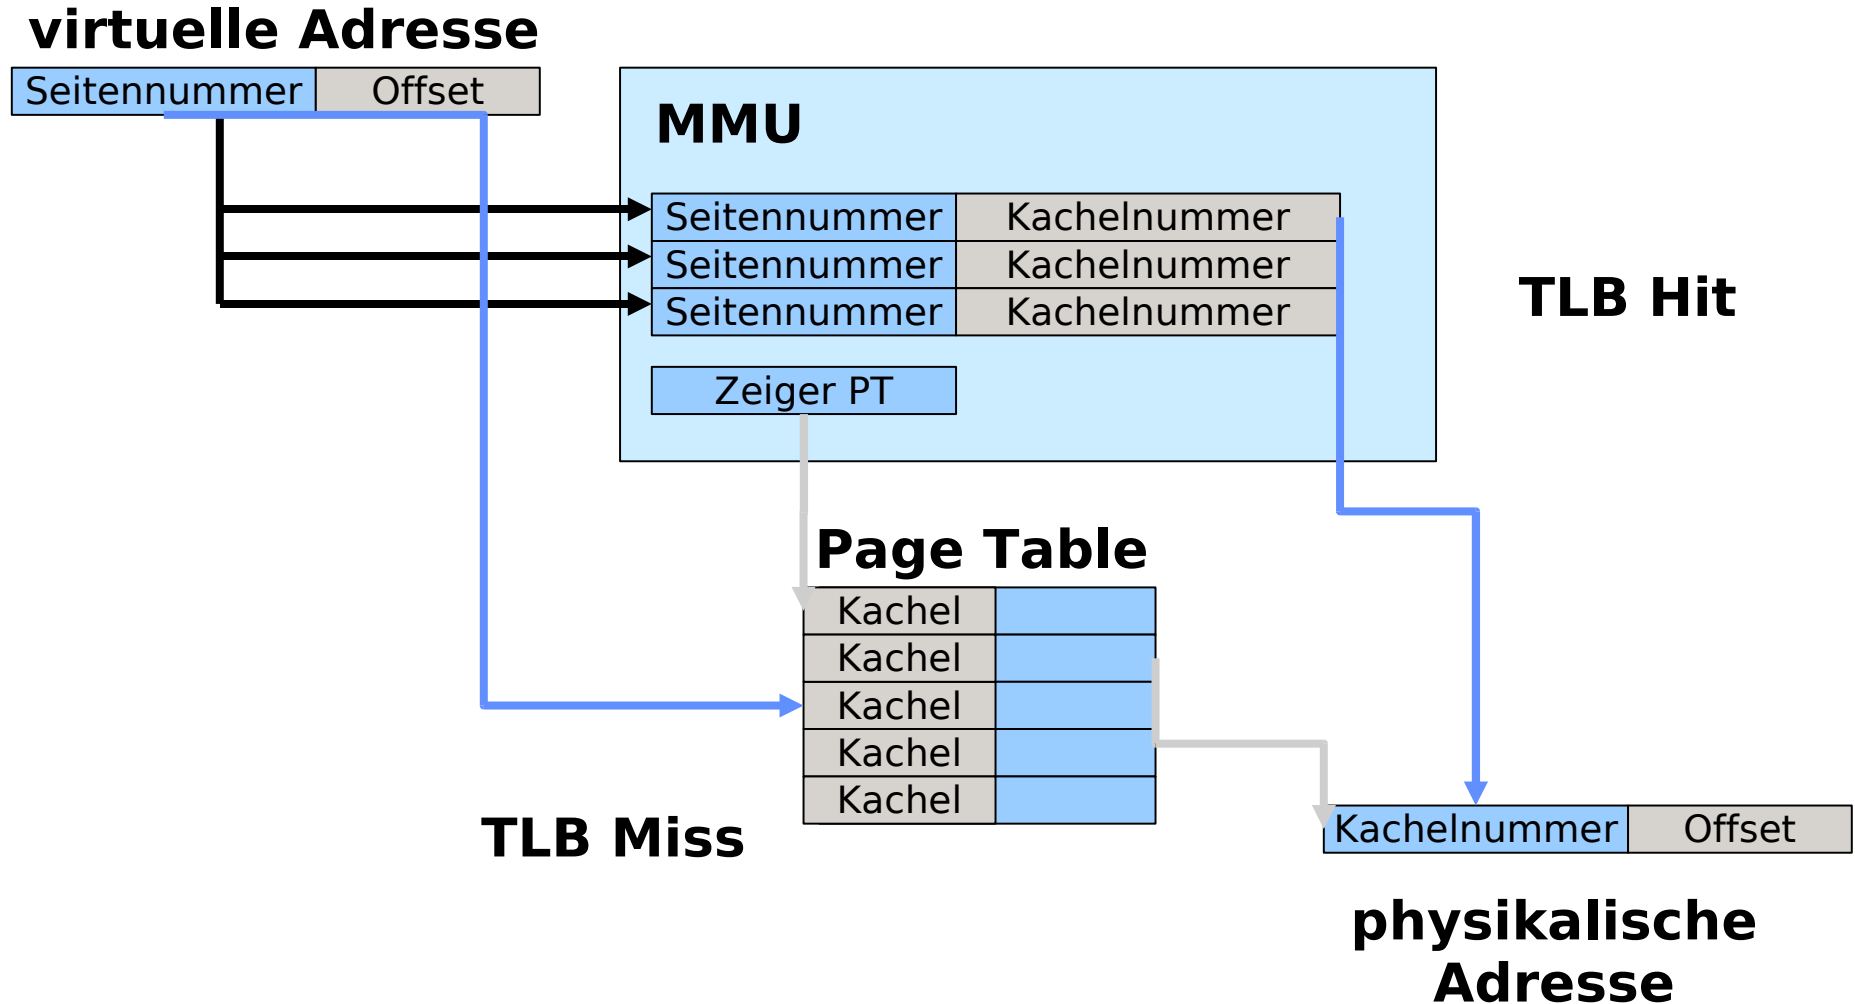 virtuelle Adresse
Seitennummer Offset
MMU
Seitennummer Kachelnummer
Seitennummer Kachelnummer
Seitennummer Kachelnummer
TLB Hit
Zeiger PT
Page Table
Kachel
Kachel
Kachel
Kachel
Kachel
TLB Miss
Kachelnummer Offset
physikalische
Adresse